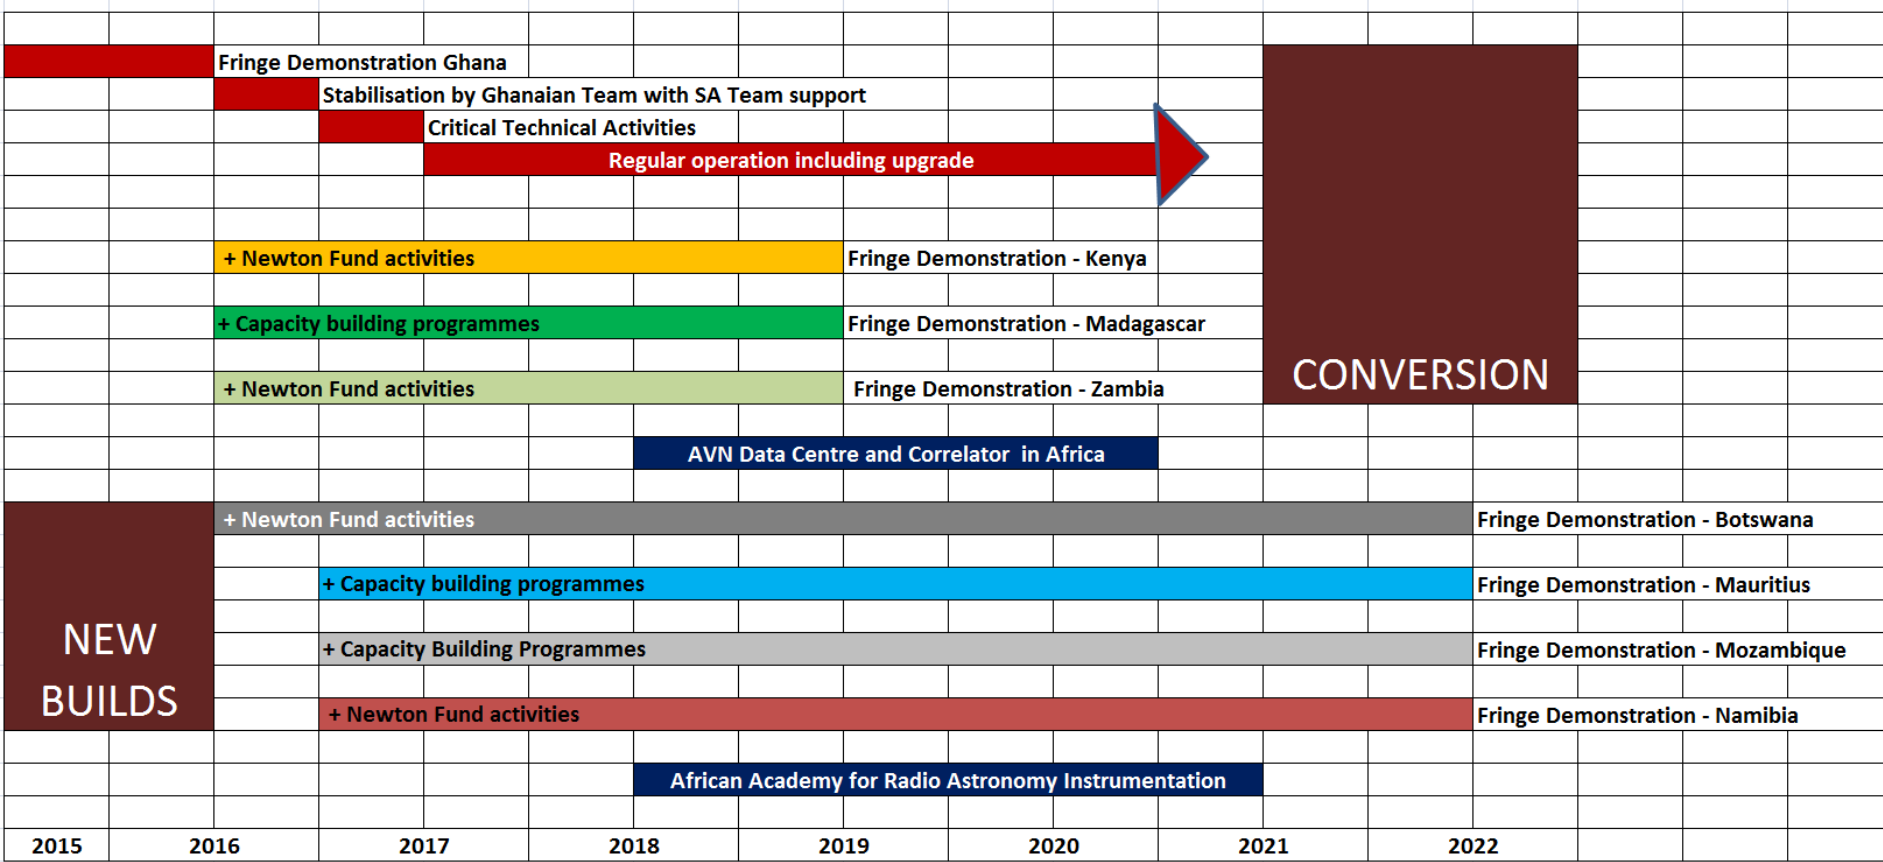 Fringe Demonstration Ghana
Stabilisation by Ghanaian Team with SA Team support
Critical Technical Activities
Regular operation including upgrade
+ Newton Fund activities
Fringe Demonstration - Kenya
+ Capacity building programmes
Fringe Demonstration - Madagascar
CONVERSION
+ Newton Fund activities
Fringe Demonstration - Zambia
AVN Data Centre and Correlator in Africa
+ Newton Fund activities
Fringe Demonstration - Botswana
+ Capacity building programmes
Fringe Demonstration - Mauritius
NEW
BUILDS
+ Capacity Building Programmes
Fringe Demonstration - Mozambique
+ Newton Fund activities
Fringe Demonstration - Namibia
African Academy for Radio Astronomy Instrumentation
2015 2016 2017 2018 2019 2020 2021 2022